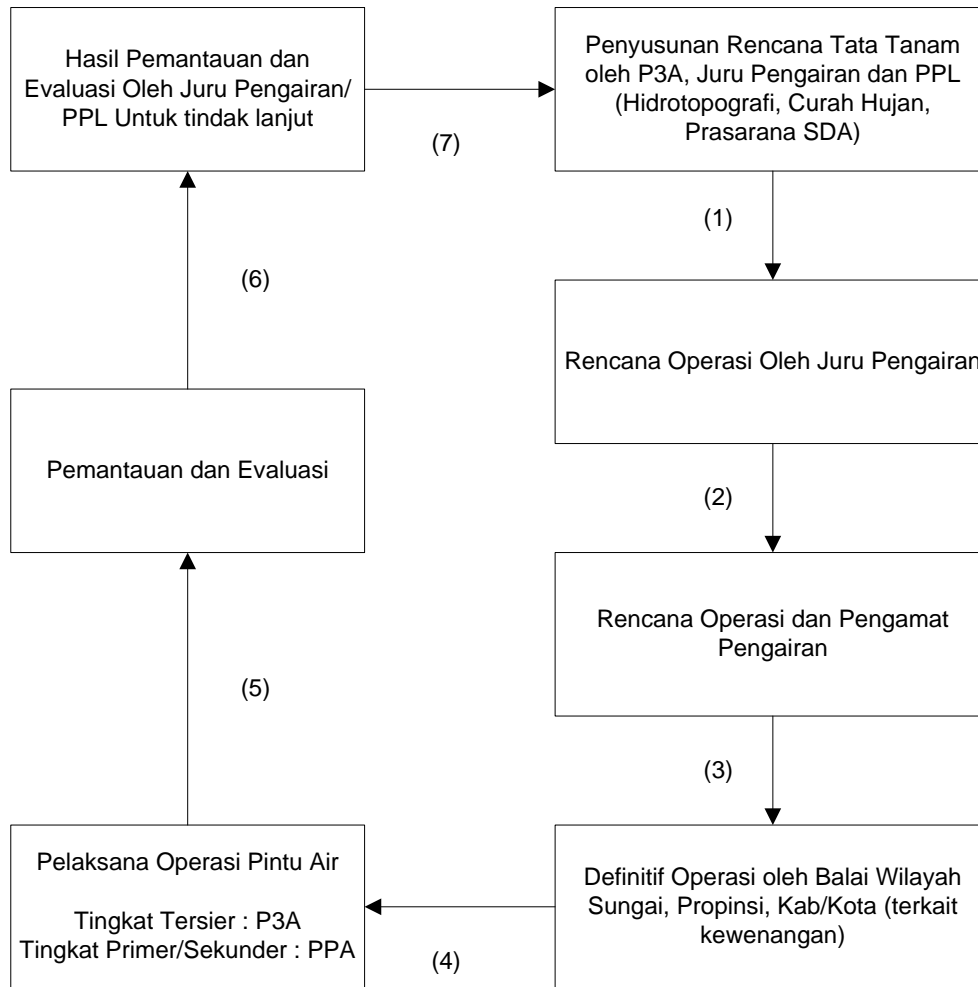 Hasil Pemantauan dan
Evaluasi Oleh Juru Pengairan/
PPL Untuk tindak lanjut
(7)
Penyusunan Rencana Tata Tanam
oleh P3A, Juru Pengairan dan PPL
(Hidrotopografi, Curah Hujan,
Prasarana SDA)
(1)
Rencana Operasi Oleh Juru Pengairan
(2)
Rencana Operasi dan Pengamat
Pengairan
(3)
Definitif Operasi oleh Balai Wilayah
Sungai, Propinsi, Kab/Kota (terkait
kewenangan)
(4)
Pelaksana Operasi Pintu Air
Tingkat Tersier : P3A
Tingkat Primer/Sekunder : PPA
(5)
Pemantauan dan Evaluasi
(6)